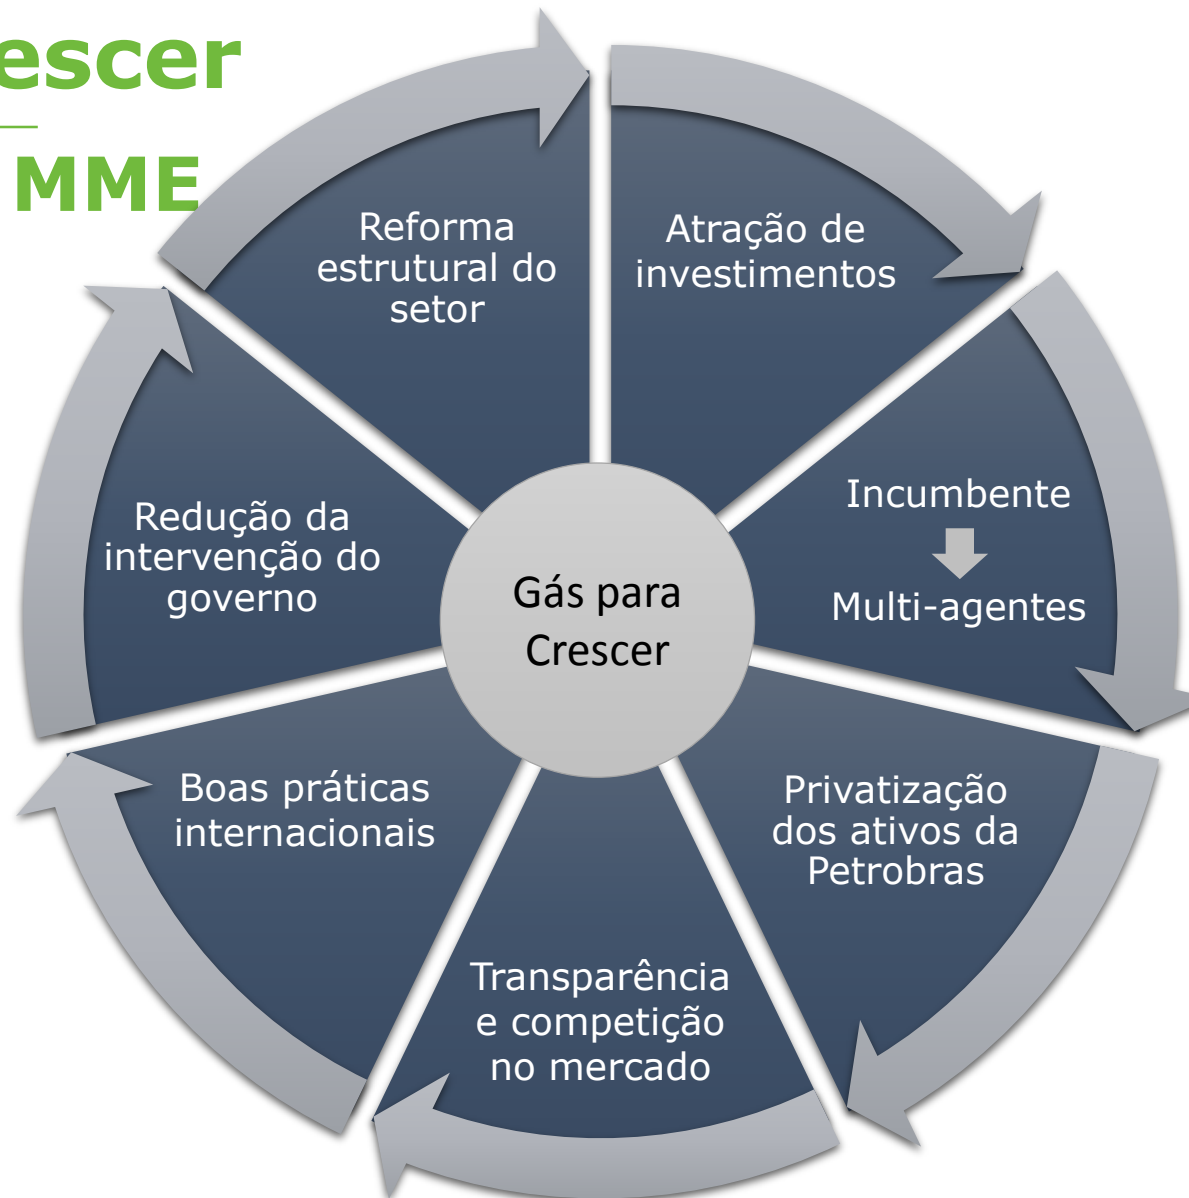 escer
MME
Reforma
estrutural do
setor
Atração de
investimentos
Incumbente
Multi-agentes
Privatização
dos ativos da
Petrobras
Transparência
e competição
no mercado
Boas práticas
internacionais
Redução da
intervenção do
governo
Gás para
Crescer